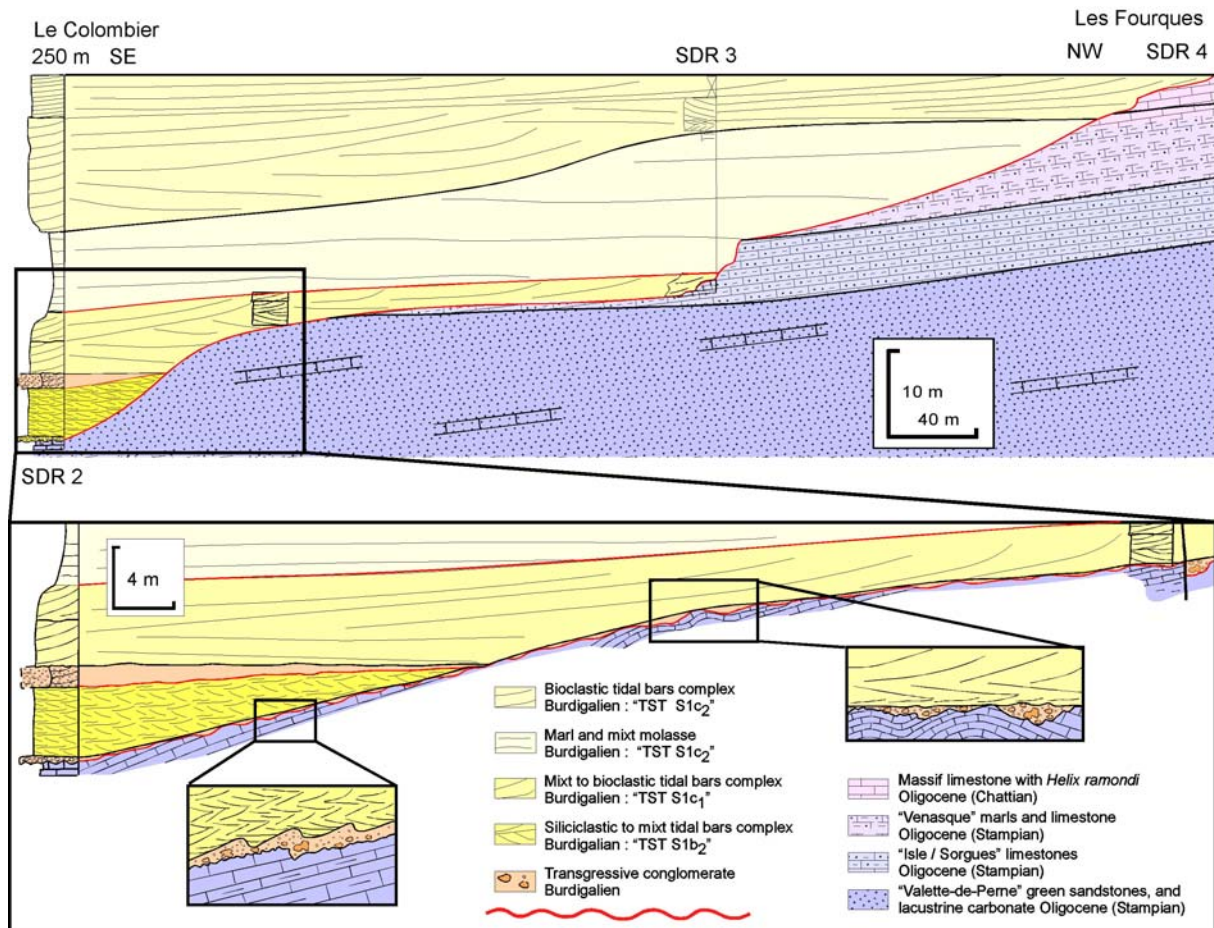 Le Colombier
250 m SE
SDR 3
Les Fourques
NW SDR 4
10 m
40 m
SDR 2
4 m
Bioclastic tidal bars complex
Burdigalien : "TST S1c2"
Marl and mixt molasse
Burdigalien : "TST S1c2"
Mixt to bioclastic tidal bars complex
Burdigalien : "TST S1c1"
Siliciclastic to mixt tidal bars complex
Burdigalien : "TST S1b2"
Transgressive conglomerate
Burdigalien
Massif limestone with Helix ramondi
Oligocene (Chattian)
"Venasque" marls and limestone
Oligocene (Stampian)
"Isle / Sorgues" limestones
Oligocene (Stampian)
"Valette-de-Perne" green sandstones, and
lacustrine carbonate Oligocene (Stampian)